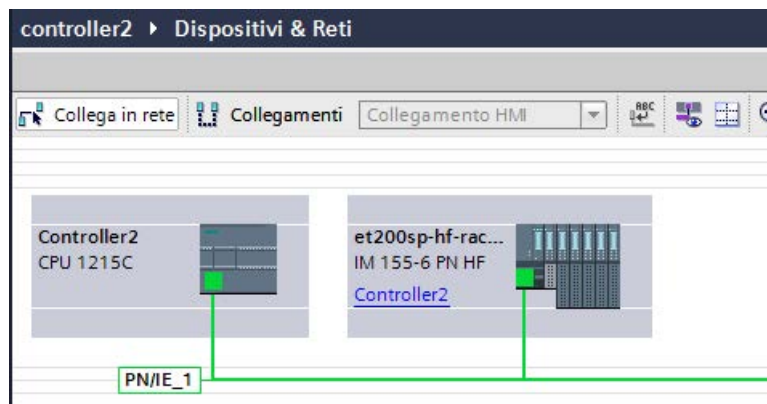 controller2 ▸ Dispositivi & Reti
Collega in rete Collegamenti Collegamento HMI
Controller2
CPU 1215C
et200sp-hf-rac...
IM 155-6 PN HF
Controller2
PN/IE_1